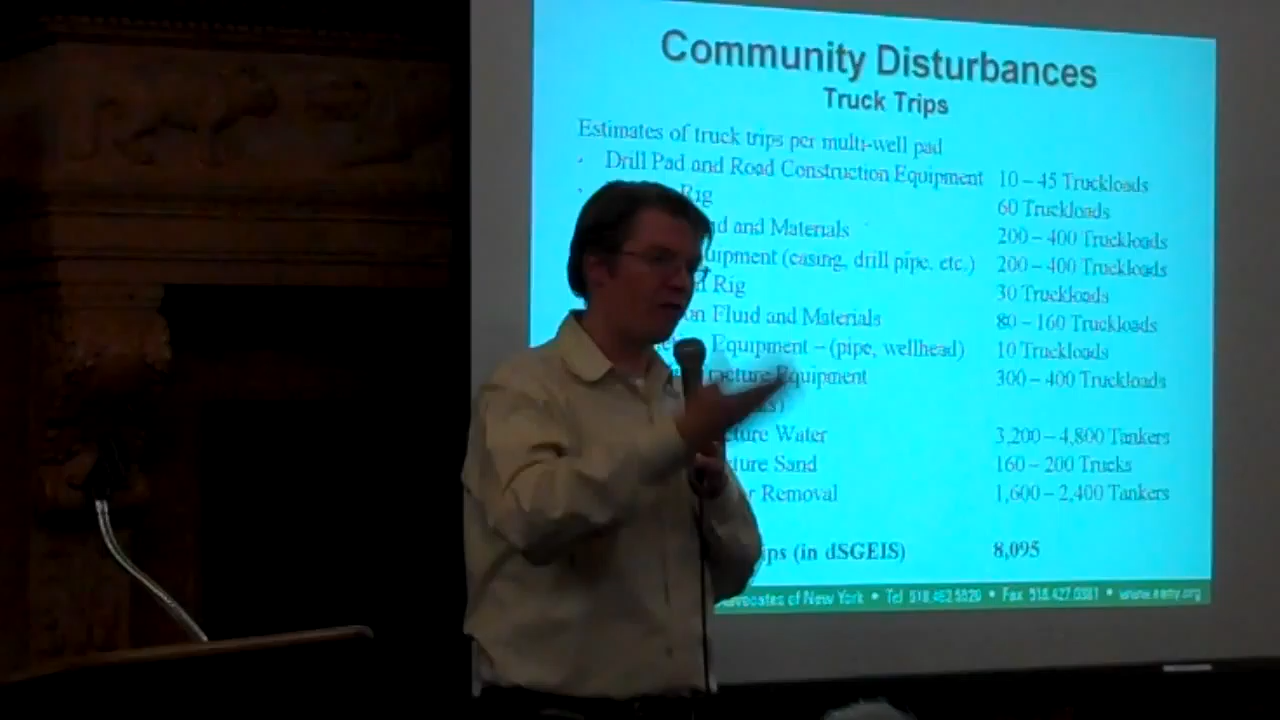 Community Disturbances
Truck Trips
Estimates of truck trips per multi-well pad
· Drill Pad and Road Construction Equipment 10 – 45 Truckloads
· Rig 60 Truckloads
and Materials 200 – 400 Truckloads
(casing, drill pipe, etc.) 200 – 400 Truckloads
Rig 30 Truckloads
Fluid and Materials 80 – 160 Truckloads
Equipment – (pipe, wellhead) 10 Truckloads
Equipment 300 – 400 Truckloads
Water 3,200 – 4,800 Tankers
Sand 160 – 200 Trucks
Removal 1,600 – 2,400 Tankers
(in dSGEIS) 8,095
of New York • Tel 518.462.5620 • Fax 518.427.0381 • www.eany.org